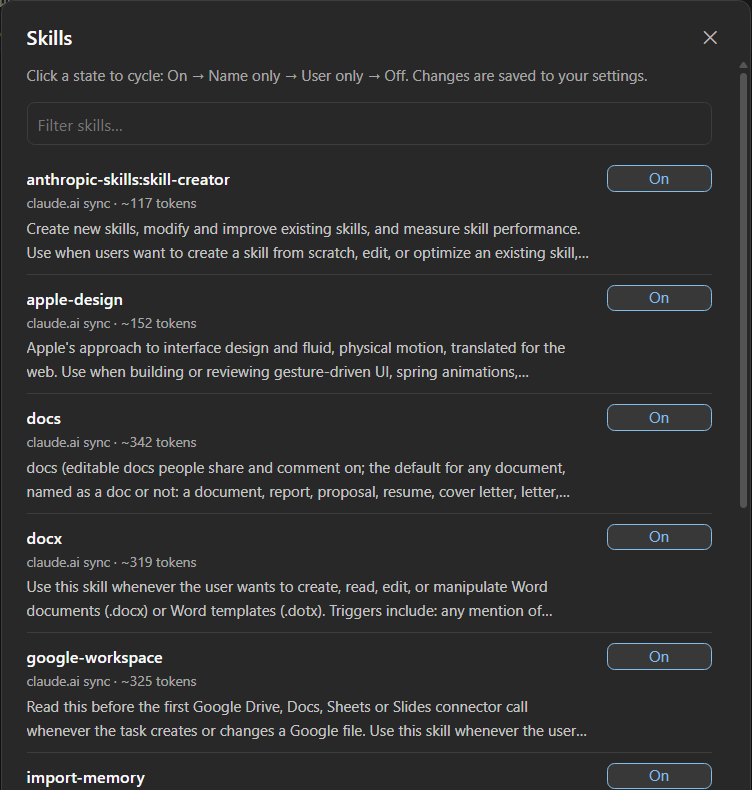 Skills
Click a state to cycle: On → Name only → User only → Off. Changes are saved to your settings.
Filter skills...
anthropic-skills:skill-creator
On
claude.ai sync · ~117 tokens
Create new skills, modify and improve existing skills, and measure skill performance.
Use when users want to create a skill from scratch, edit, or optimize an existing skill,...
apple-design
On
claude.ai sync · ~152 tokens
Apple's approach to interface design and fluid, physical motion, translated for the
web. Use when building or reviewing gesture-driven UI, spring animations,...
docs
On
claude.ai sync · ~342 tokens
docs (editable docs people share and comment on; the default for any document,
named as a doc or not: a document, report, proposal, resume, cover letter, letter,...
docx
On
claude.ai sync · ~319 tokens
Use this skill whenever the user wants to create, read, edit, or manipulate Word
documents (.docx) or Word templates (.dotx). Triggers include: any mention of...
google-workspace
On
claude.ai sync · ~325 tokens
Read this before the first Google Drive, Docs, Sheets or Slides connector call
whenever the task creates or changes a Google file. Use this skill whenever the user...
import-memory
On